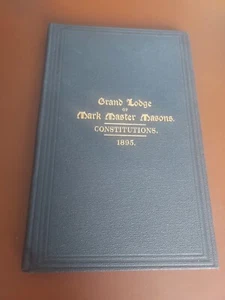 Grand Lodge
OF
Mark Master Masons.
CONSTITUTIONS.
1895.